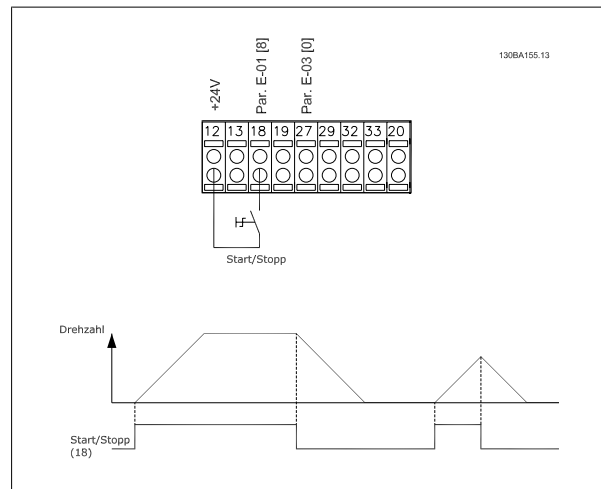 130BA155.13
+24V
Par. E-01 [8]
Par. E-03 [0]
12 13 18 19 27 29 32 33 20
Start/Stopp
Drehzahl
Start/Stopp
(18)